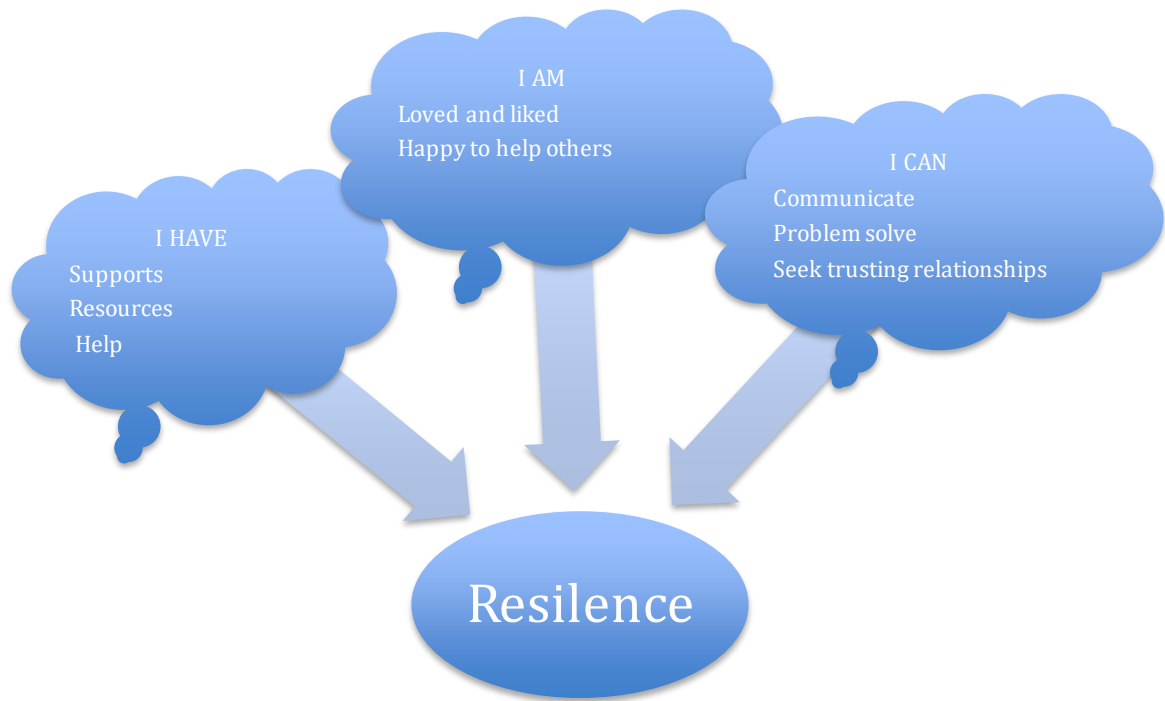 I HAVE
Supports
Resources
Help
I AM
Loved and liked
Happy to help others
I CAN
Communicate
Problem solve
Seek trusting relationships
Resilence